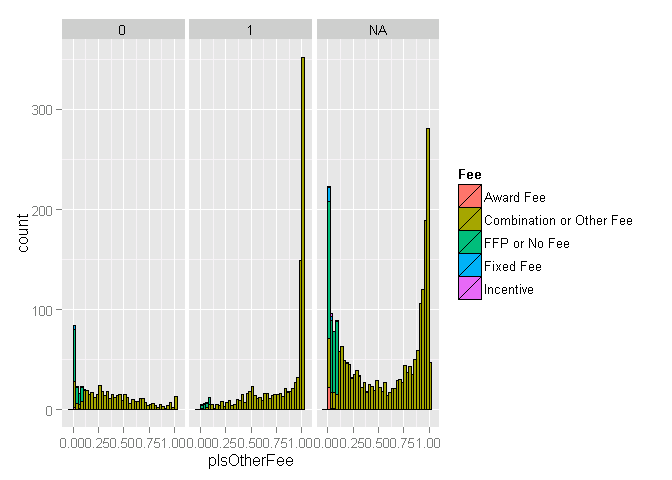 0 1 NA
count
300
200
100
0
0.000.250.500.751.00 0.000.250.500.751.00 0.000.250.500.751.00
plsOtherFee
Fee
Award Fee
Combination or Other Fee
FFP or No Fee
Fixed Fee
Incentive